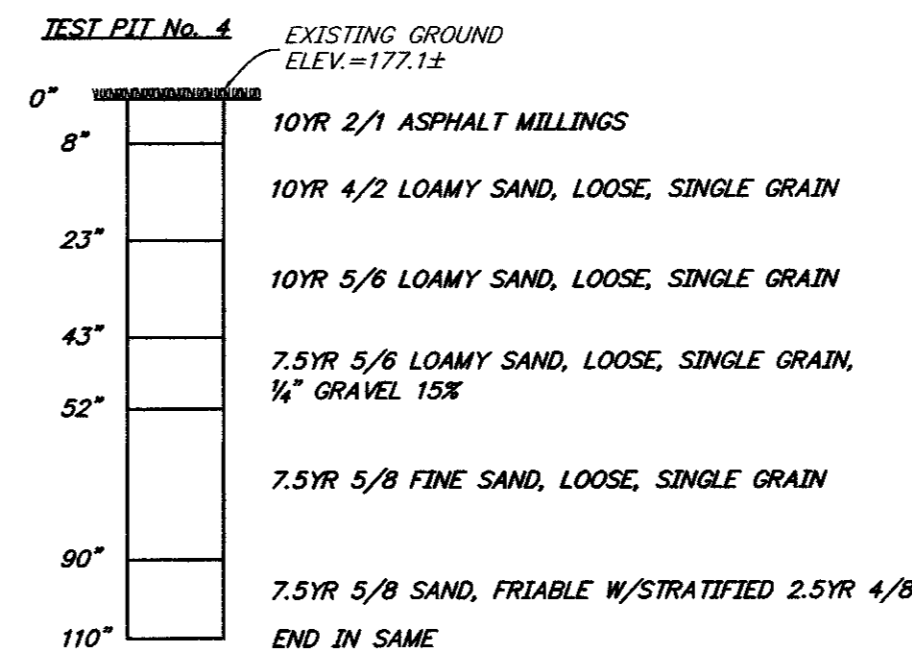 TEST PIT No. 4
EXISTING GROUND
ELEV.=177.1±
0"
10YR 2/1 ASPHALT MILLINGS
8"
10YR 4/2 LOAMY SAND, LOOSE, SINGLE GRAIN
23"
10YR 5/6 LOAMY SAND, LOOSE, SINGLE GRAIN
43"
7.5YR 5/6 LOAMY SAND, LOOSE, SINGLE GRAIN,
¼" GRAVEL 15%
52"
7.5YR 5/8 FINE SAND, LOOSE, SINGLE GRAIN
90"
7.5YR 5/8 SAND, FRIABLE W/STRATIFIED 2.5YR 4/8
110"
END IN SAME